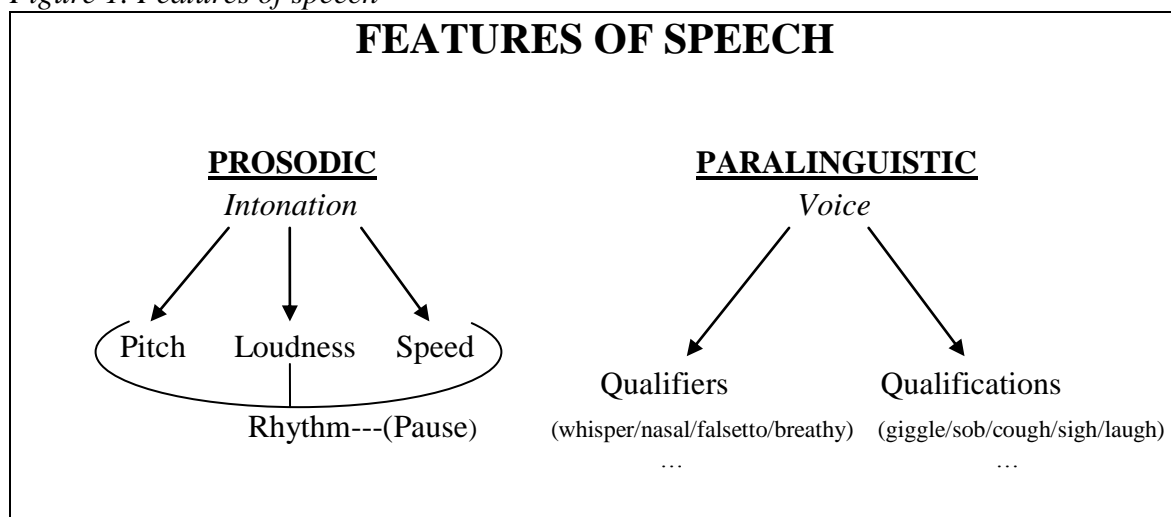 Figure 1: Features of speech
FEATURES OF SPEECH
PROSODIC
Intonation
Pitch Loudness Speed
Rhythm---(Pause)
PARALINGUISTIC
Voice
Qualifiers Qualifications
(whisper/nasal/falsetto/breathy) (giggle/sob/cough/sigh/laugh)
… …